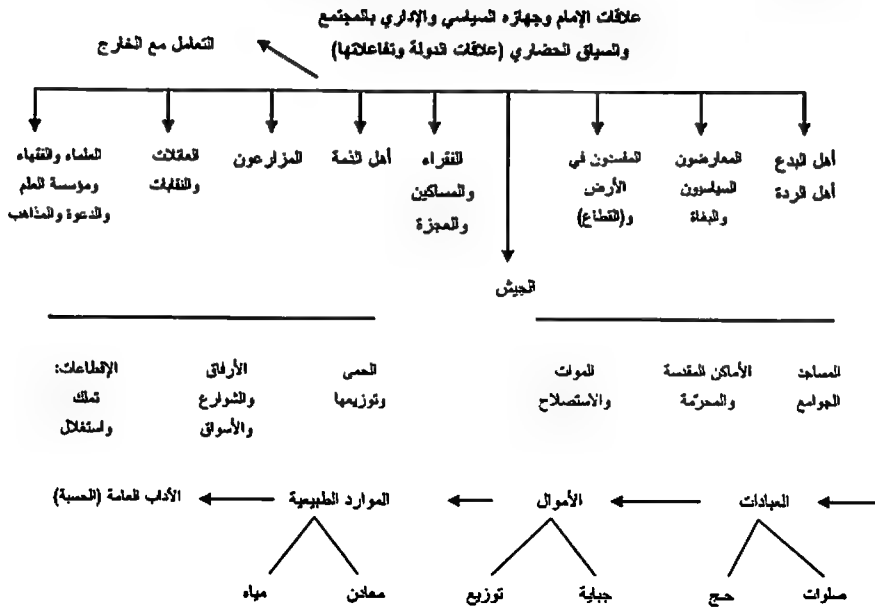 علاقات الإمام وجهازه السياسي والإداري بالمجتمع
والسياق الحضاري (علاقات الدولة وتفاعلاتها)
التعامل مع الخارج
أهل البدع
أهل الردة
المعارضون
السياسيون
والبغاة
المفسدون في
الأرض
و(القطاع)
الجيش
الفقراء
والمساكين
والعجزة
أهل الذمة
المزارعون
العائلات
والنقابات
العلماء والفقهاء
ومؤسسة العلم
والدعوة والمذاهب
المساجد
الجوامع
الأماكن المقدسة
والمحرّمة
الموات
والاستصلاح
الحمى
وتوزيعها
الأرفاق
والشوارع
والأسواق
الإقطاعات:
تملك
واستغلال
العبادات
الأموال
الموارد الطبيعية
الآداب العامة (الحسبة)
صلوات
حج
جباية
توزيع
معادن
مياه